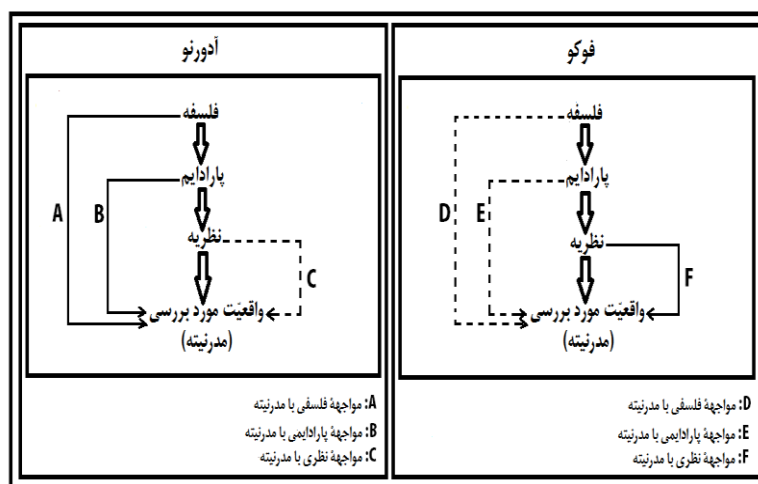 فوکو
فلسفه
پارادایم
نظریه
واقعیّت مورد بررسی
(مدرنیته)
D
E
F
D: مواجهۀ فلسفی با مدرنیته
E: مواجهۀ پارادایمی با مدرنیته
F: مواجهۀ نظری با مدرنیته
آدورنو
فلسفه
پارادایم
نظریه
واقعیّت مورد بررسی
(مدرنیته)
A
B
C
A: مواجهۀ فلسفی با مدرنیته
B: مواجهۀ پارادایمی با مدرنیته
C: مواجهۀ نظری با مدرنیته